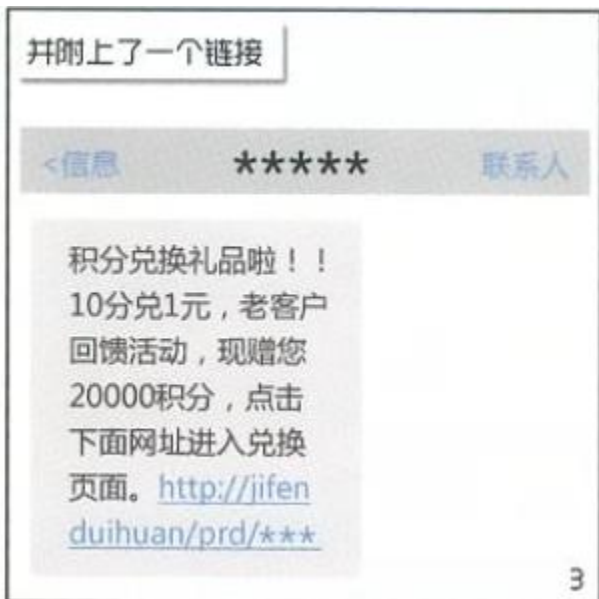 并附上了一个链接
<信息 ***** 联系人
积分兑换礼品啦！！
10分兑1元，老客户
回馈活动，现赠您
20000积分，点击
下面网址进入兑换
页面。http://jifen
duihuan/prd/***
3